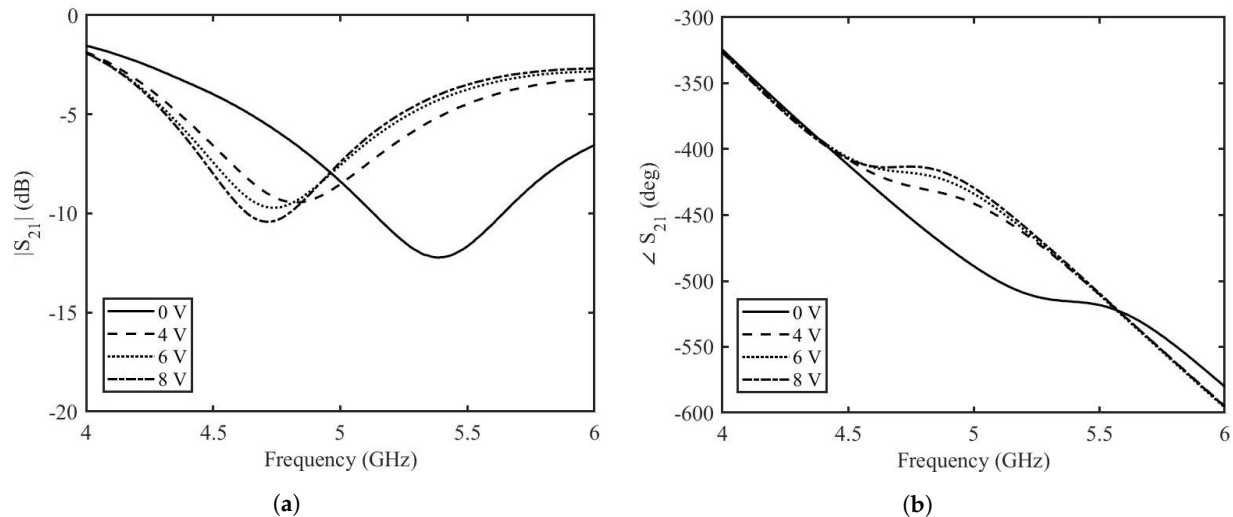 0
-5
-10
-15
-20
|S21| (dB)
0 V
4 V
6 V
8 V
4
4.5
5
5.5
6
Frequency (GHz)
(a)
-300
-350
-400
-450
-500
-550
-600
∠ S21 (deg)
0 V
4 V
6 V
8 V
4
4.5
5
5.5
6
Frequency (GHz)
(b)